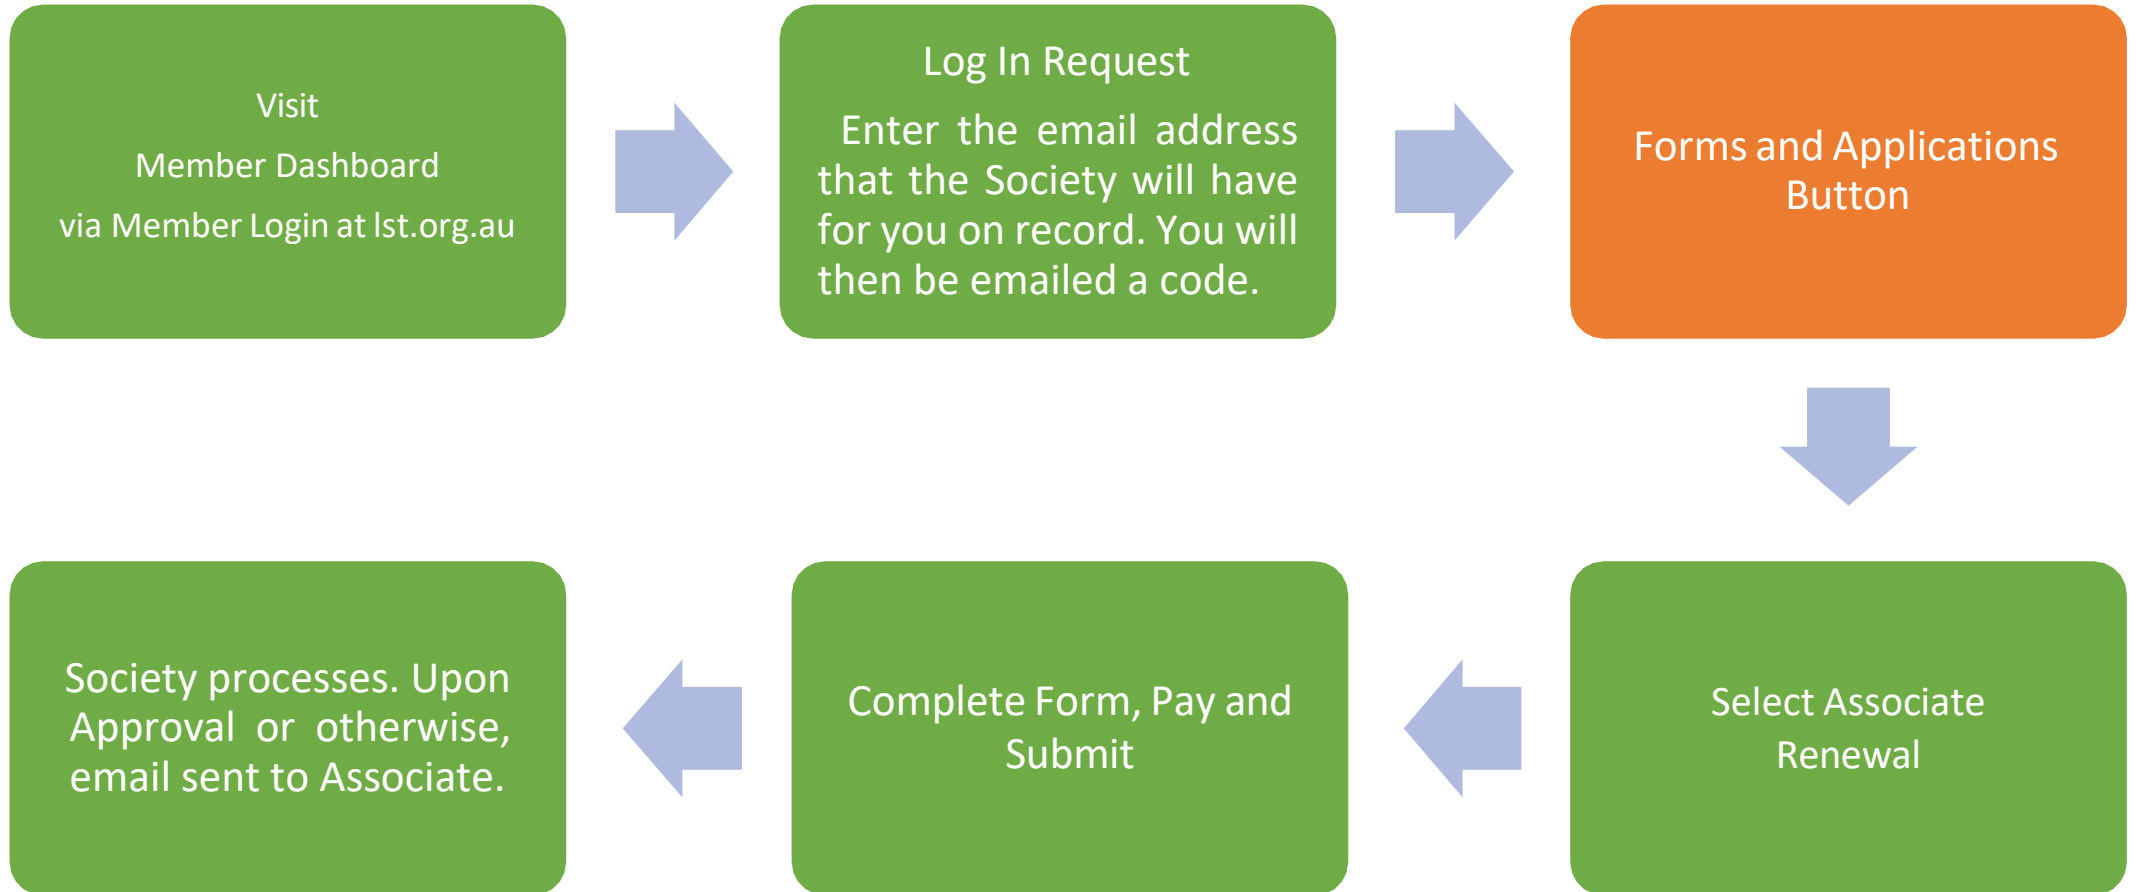 Visit
Member Dashboard
via Member Login at lst.org.au
Log In Request
Enter the email address
that the Society will have
for you on record. You will
then be emailed a code.
Forms and Applications
Button
Select Associate
Renewal
Complete Form, Pay and
Submit
Society processes. Upon
Approval or otherwise,
email sent to Associate.